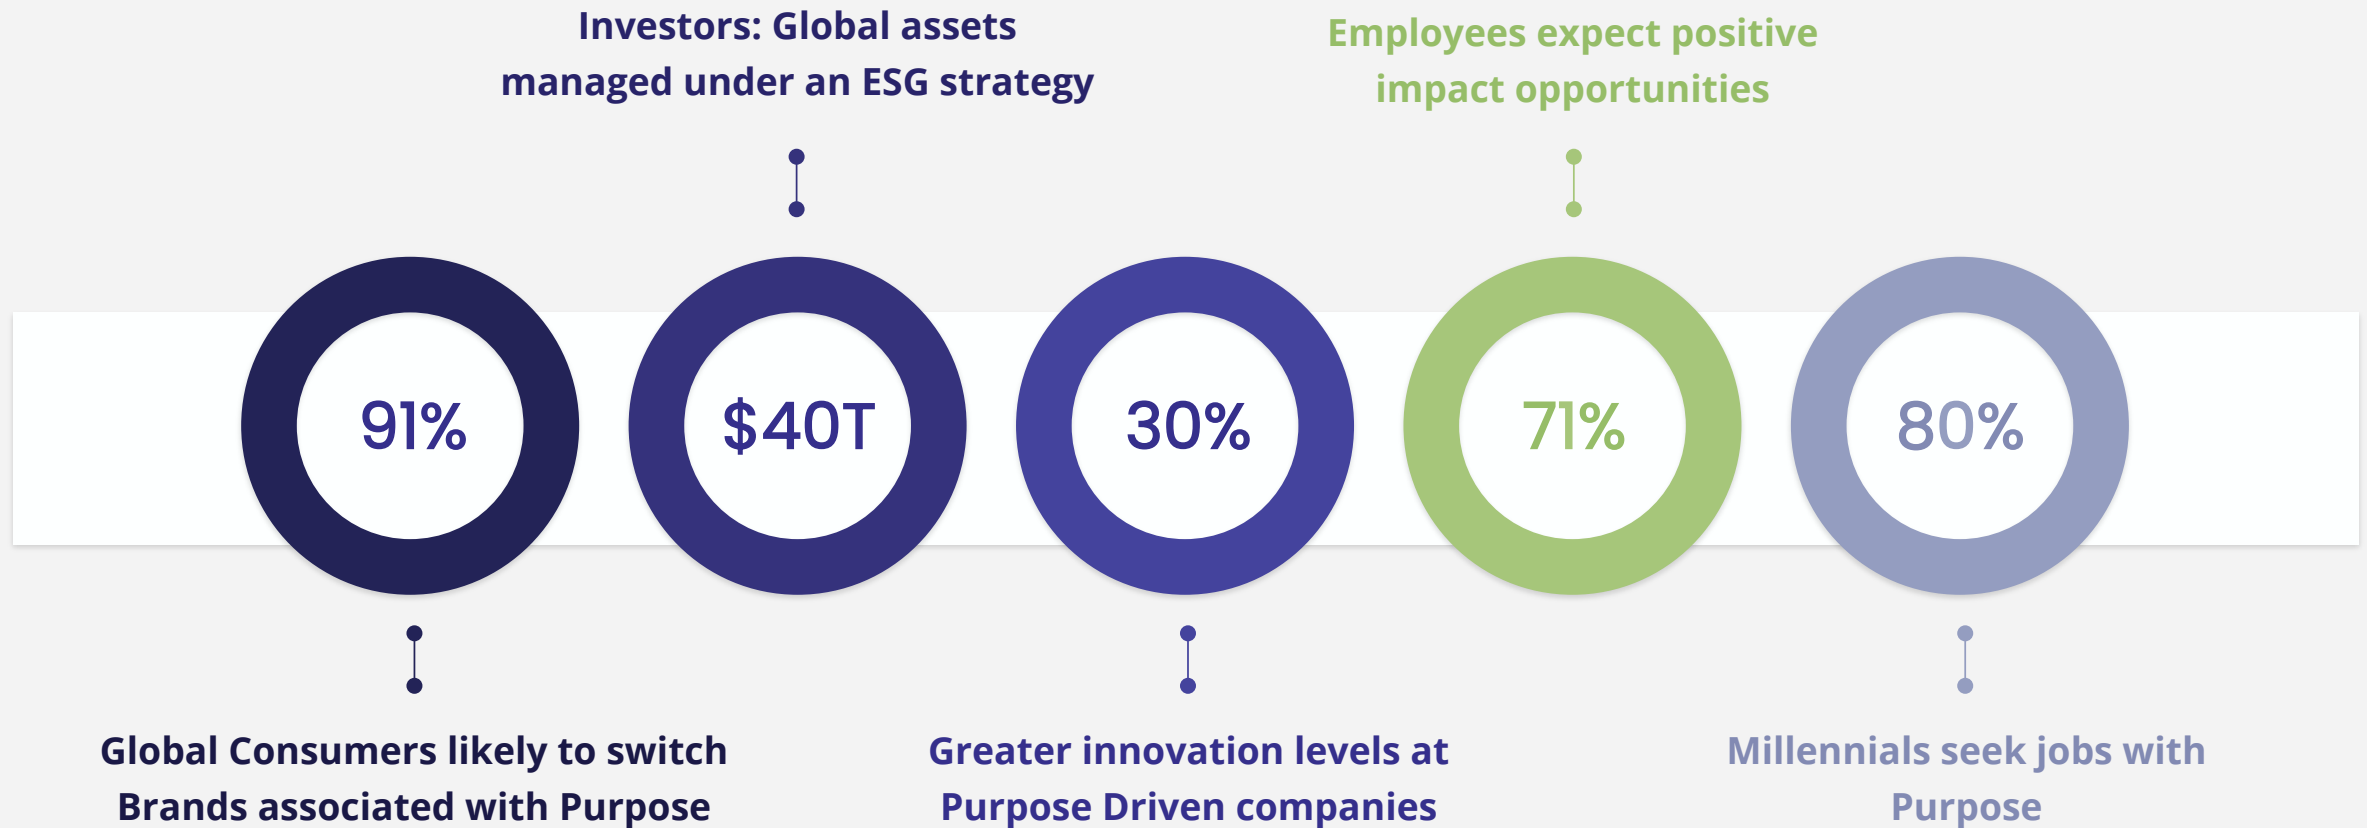 Investors: Global assets
managed under an ESG strategy
Employees expect positive
impact opportunities
91%
$40T
30%
71%
80%
Global Consumers likely to switch
Brands associated with Purpose
Greater innovation levels at
Purpose Driven companies
Millennials seek jobs with
Purpose